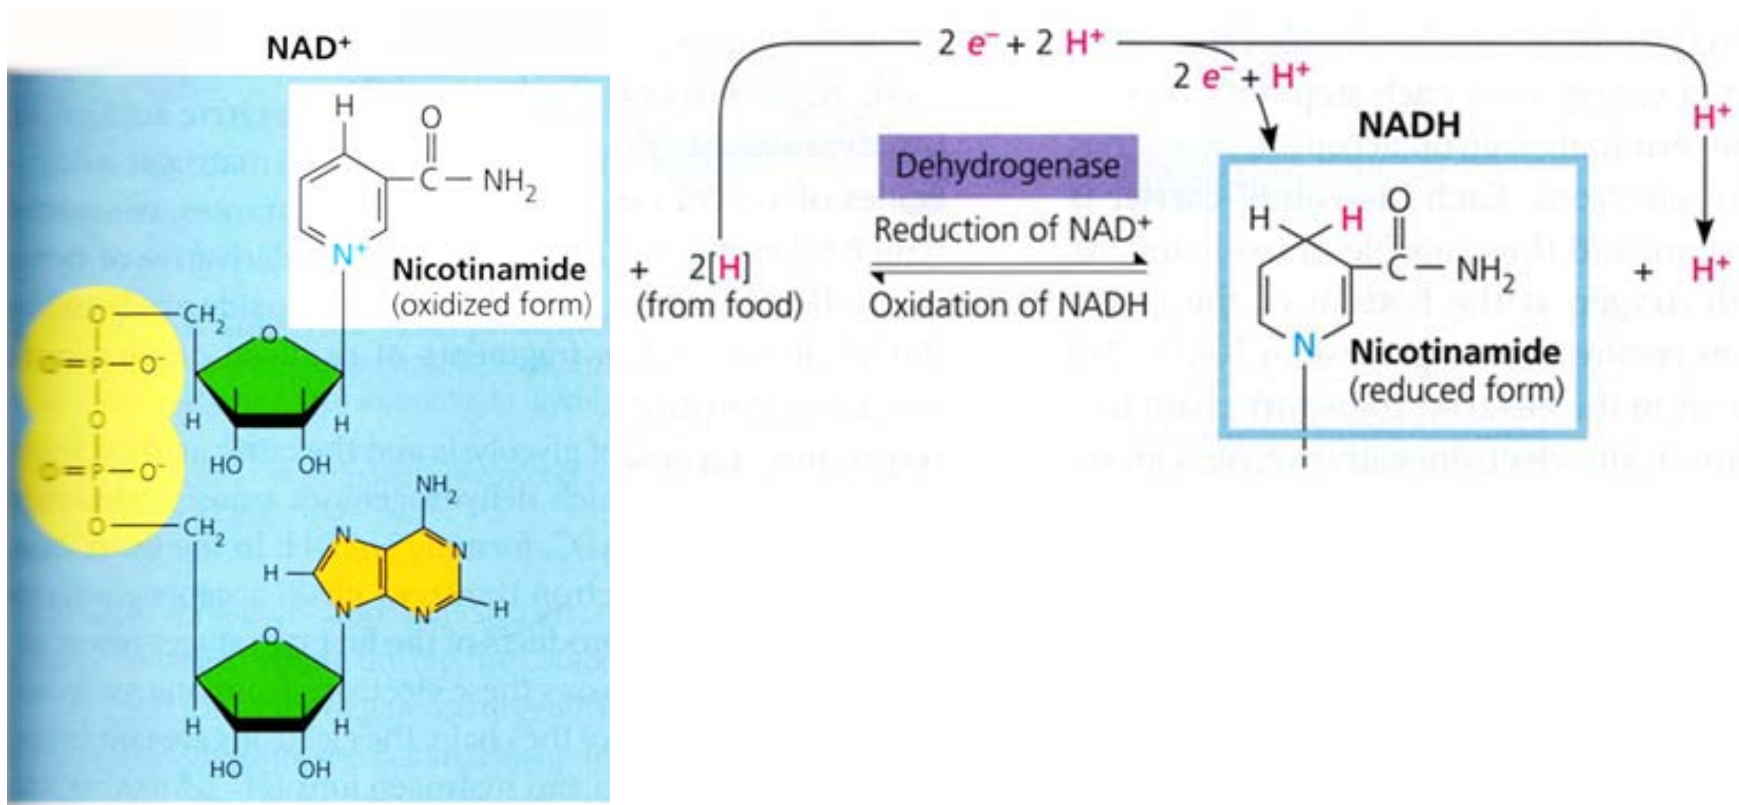 NAD⁺
H
O
C
NH₂
N⁺
Nicotinamide
(oxidized form)
+
2[H]
(from food)
2 e⁻ + 2 H⁺
2 e⁻ + H⁺
H⁺
Dehydrogenase
Reduction of NAD⁺
Oxidation of NADH
NADH
H H O
C NH₂
N
Nicotinamide
(reduced form)
+ H⁺
O CH₂
O
O P O⁻
H H
O
HO OH
O P O⁻
O CH₂
NH₂
N N
H
N N H
O
H H
HO OH